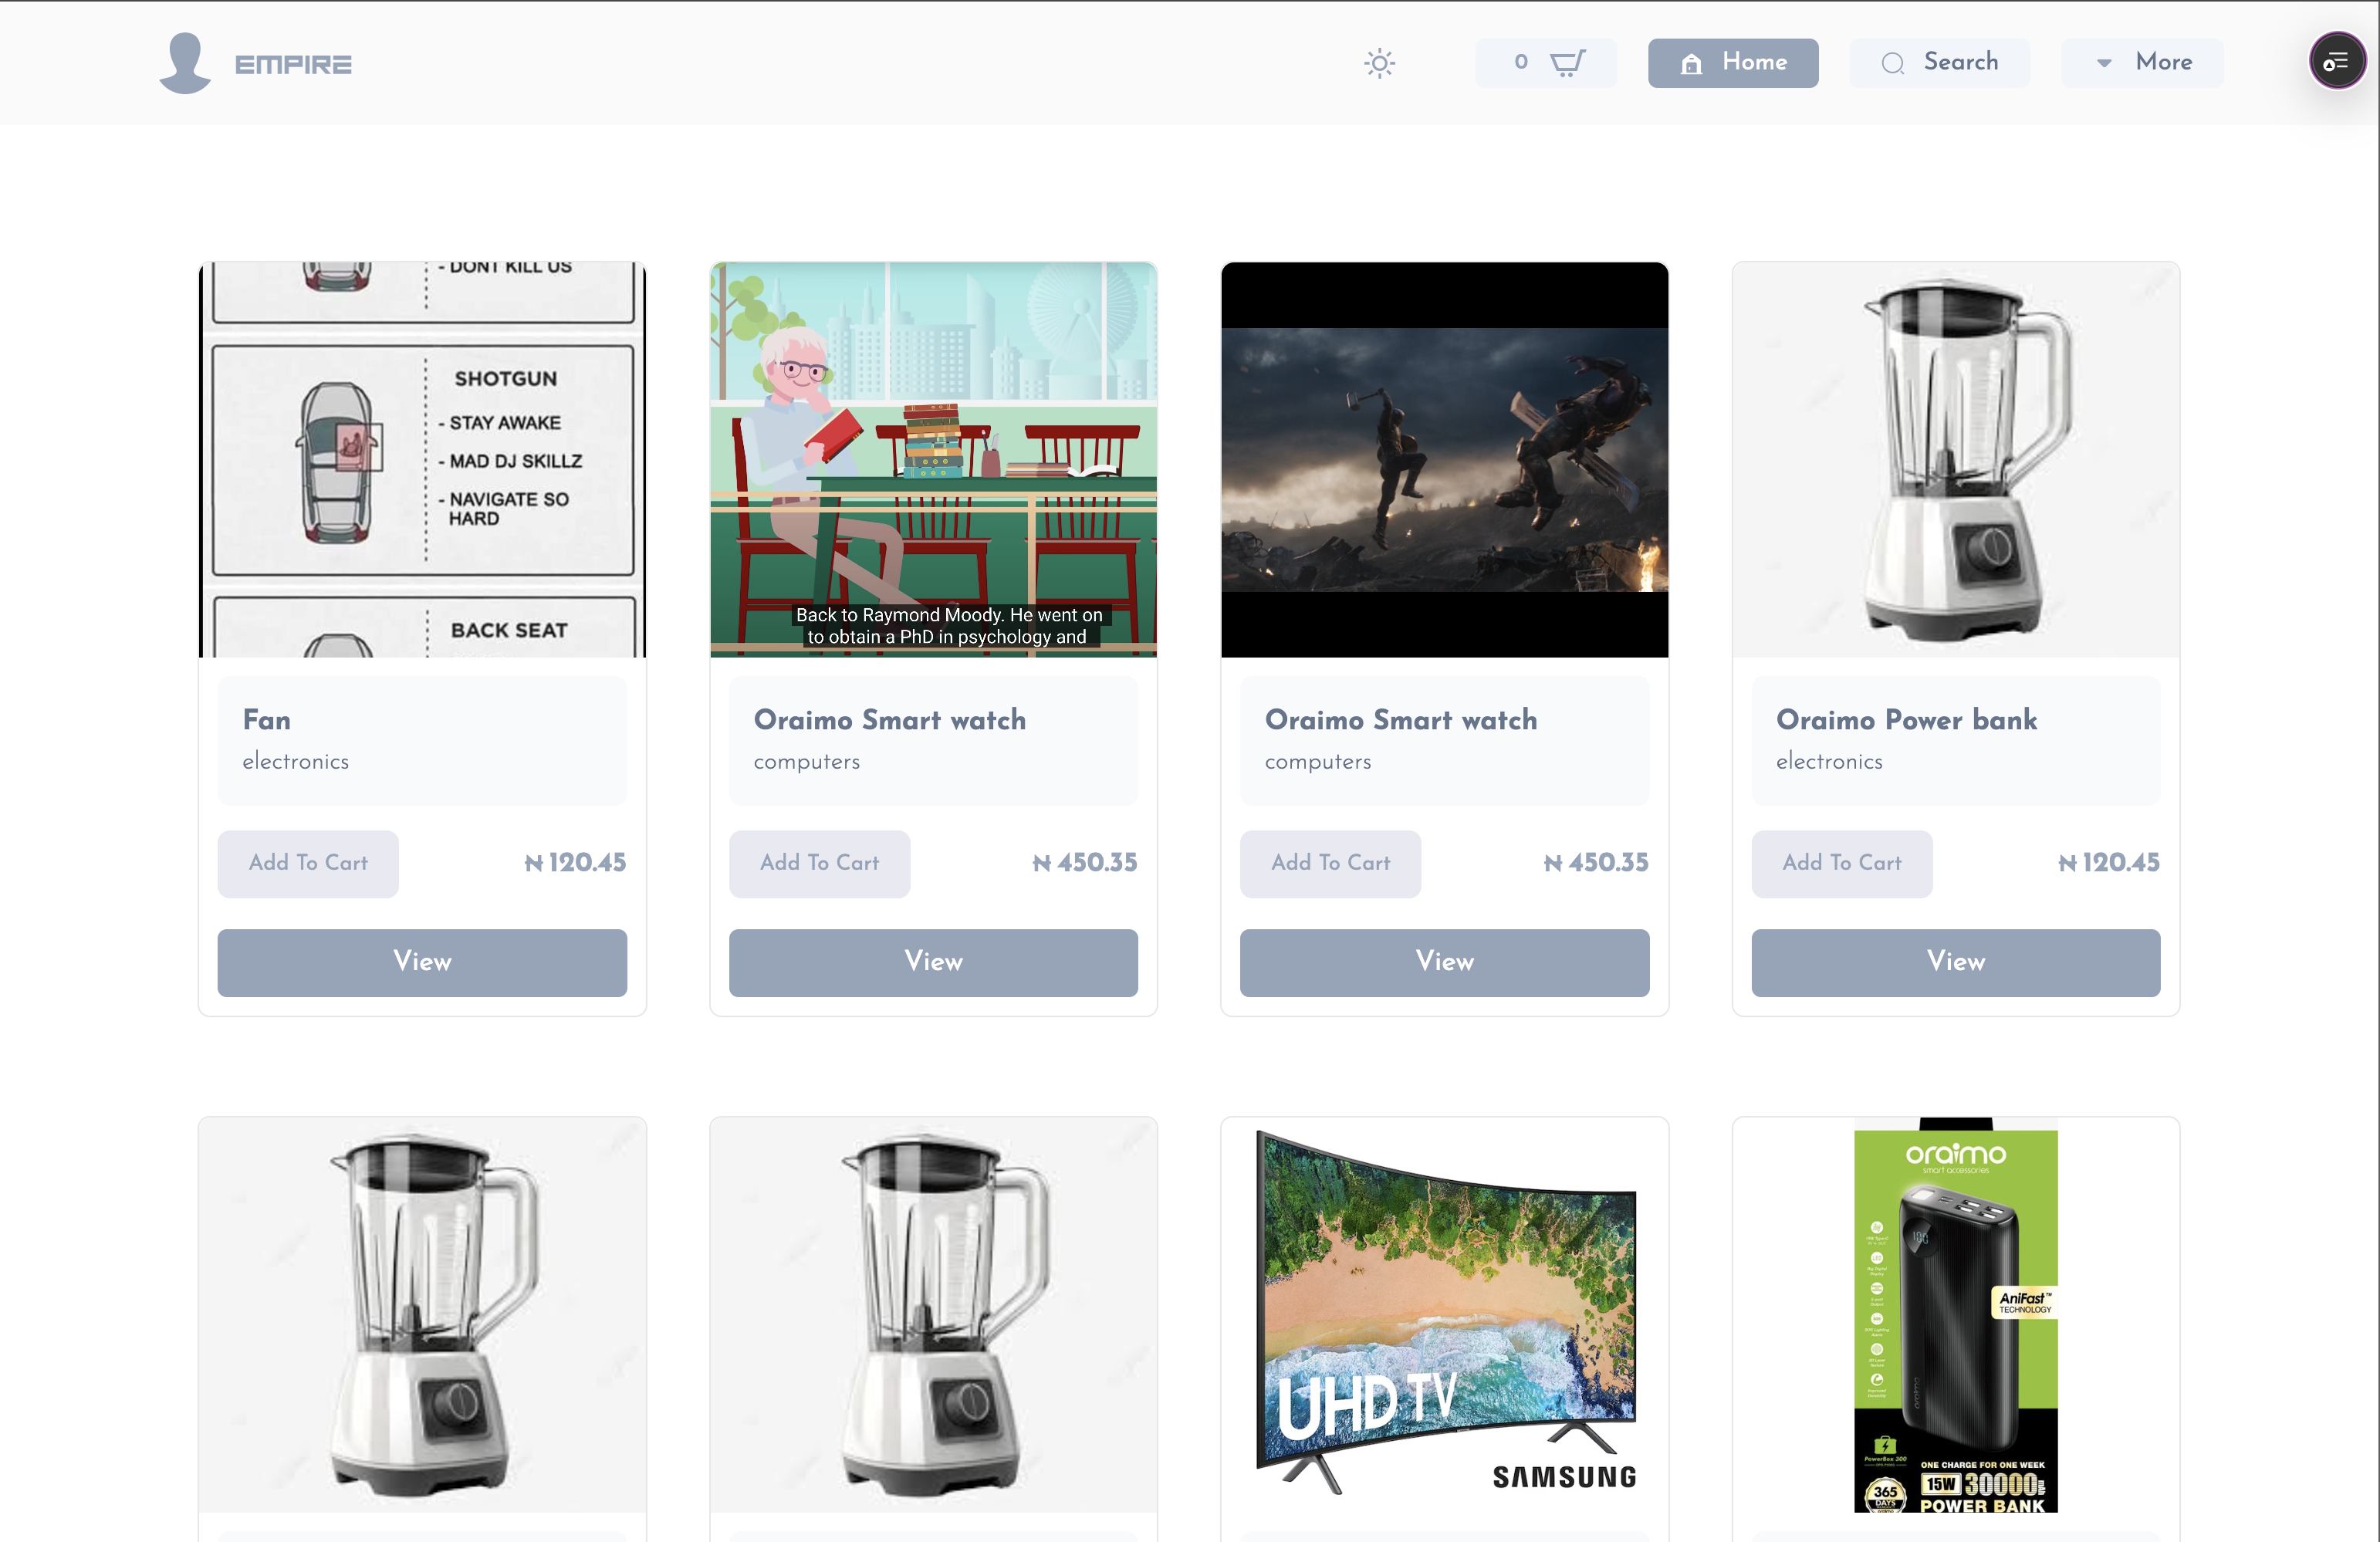 EMPIRE
0
Home
Search
More
- DONT KILL US
SHOTGUN
- STAY AWAKE
- MAD DJ SKILLZ
- NAVIGATE SO
HARD
BACK SEAT
Back to Raymond Moody. He went on
to obtain a PhD in psychology and
Fan
electronics
Add To Cart
₦ 120.45
View
Oraimo Smart watch
computers
Add To Cart
₦ 450.35
View
Oraimo Smart watch
computers
Add To Cart
₦ 450.35
View
Oraimo Power bank
electronics
Add To Cart
₦ 120.45
View
UHD TV
SAMSUNG
oraimo
smart accessories
100
AniFast™
TECHNOLOGY
oraimo
PowerBox 300
365
DAYS
ONE CHARGE FOR ONE WEEK
15W 30000
POWER BANK